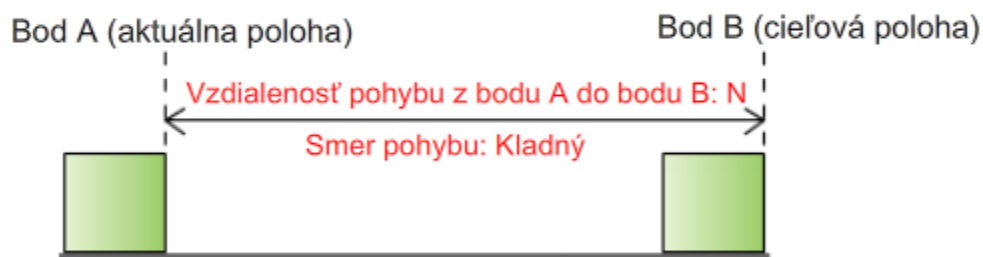 Bod A (aktuálna poloha)
Bod B (cieľová poloha)
Vzdialenosť pohybu z bodu A do bodu B: N
Smer pohybu: Kladný